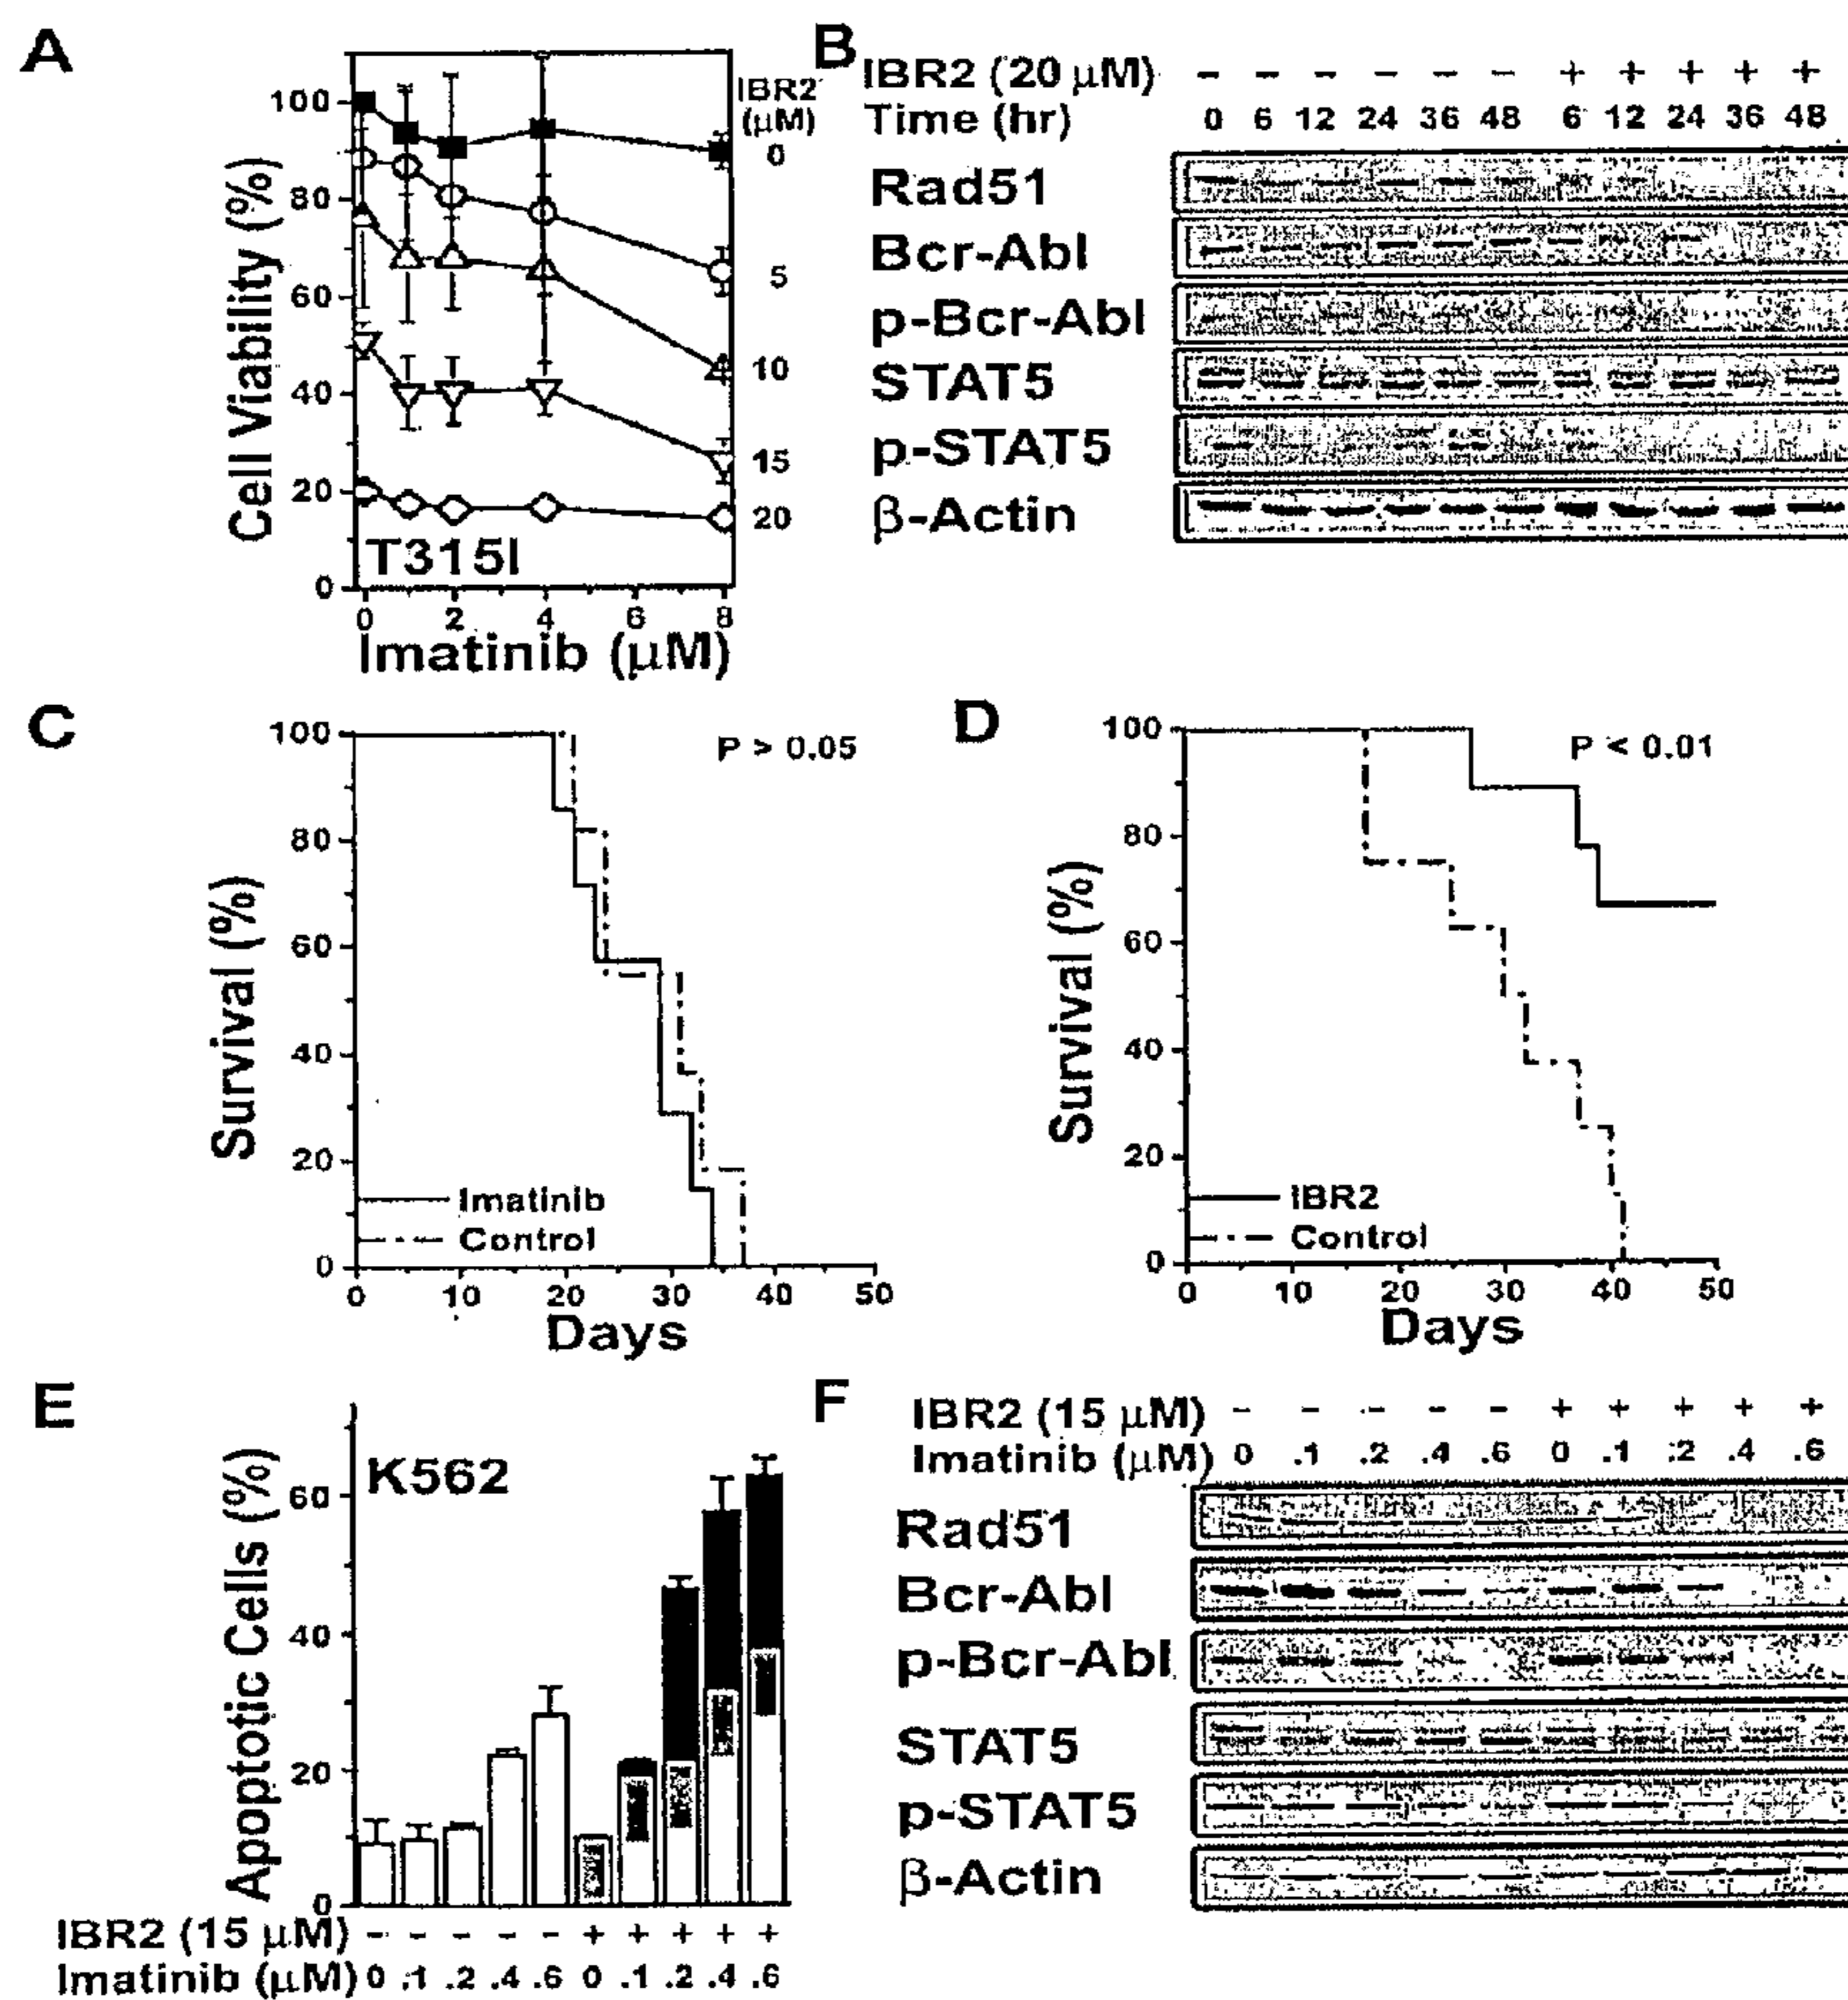 A
IBR2
(μM)
100
80
60
40
20
0
0
5
10
15
20
T315I
0 2 4 6 8
Cell Viability (%)
Imatinib (μM)
B
IBR2 (20 μM) - - - - - - + + + + +
Time (hr) 0 6 12 24 36 48 6 12 24 36 48
Rad51
Bcr-Abl
p-Bcr-Abl
STAT5
p-STAT5
β-Actin
C
P > 0.05
100
80
60
40
20
0
Survival (%)
Imatinib
Control
0 10 20 30 40 50
Days
D
P < 0.01
100
80
60
40
20
0
Survival (%)
IBR2
Control
0 10 20 30 40 50
Days
E
K562
60
40
20
0
Apoptotic Cells (%)
IBR2 (15 μM) - - - - - + + + + +
Imatinib (μM) 0 .1 .2 .4 .6 0 .1 .2 .4 .6
F
IBR2 (15 μM) - - - - - + + + + +
Imatinib (μM) 0 .1 .2 .4 .6 0 .1 .2 .4 .6
Rad51
Bcr-Abl
p-Bcr-Abl
STAT5
p-STAT5
β-Actin